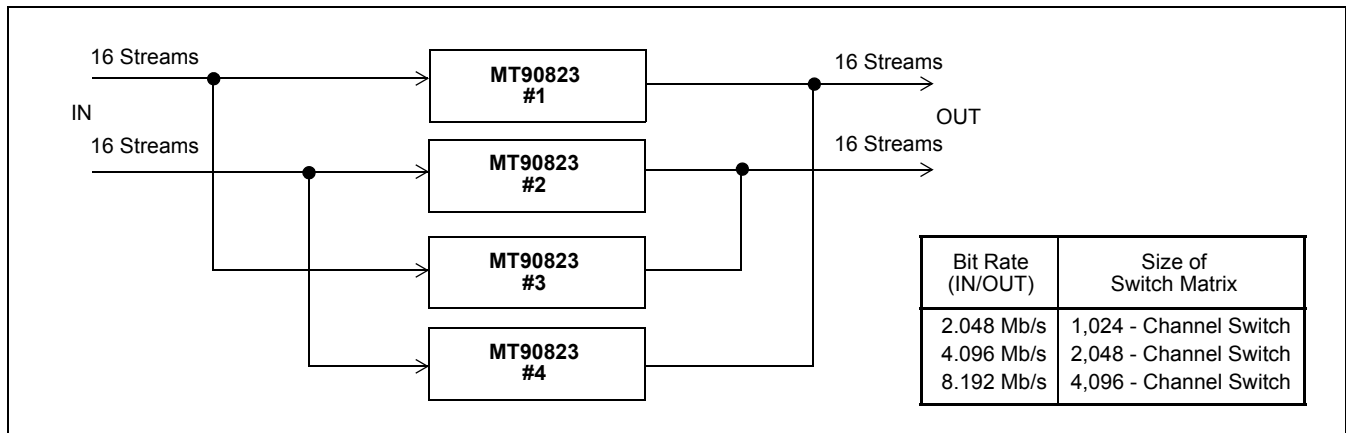 16 Streams
MT90823
#1
16 Streams
IN
OUT
16 Streams
MT90823
#2
16 Streams
MT90823
#3
MT90823
#4
Bit Rate
(IN/OUT)
Size of
Switch Matrix
2.048 Mb/s 1,024 - Channel Switch
4.096 Mb/s 2,048 - Channel Switch
8.192 Mb/s 4,096 - Channel Switch